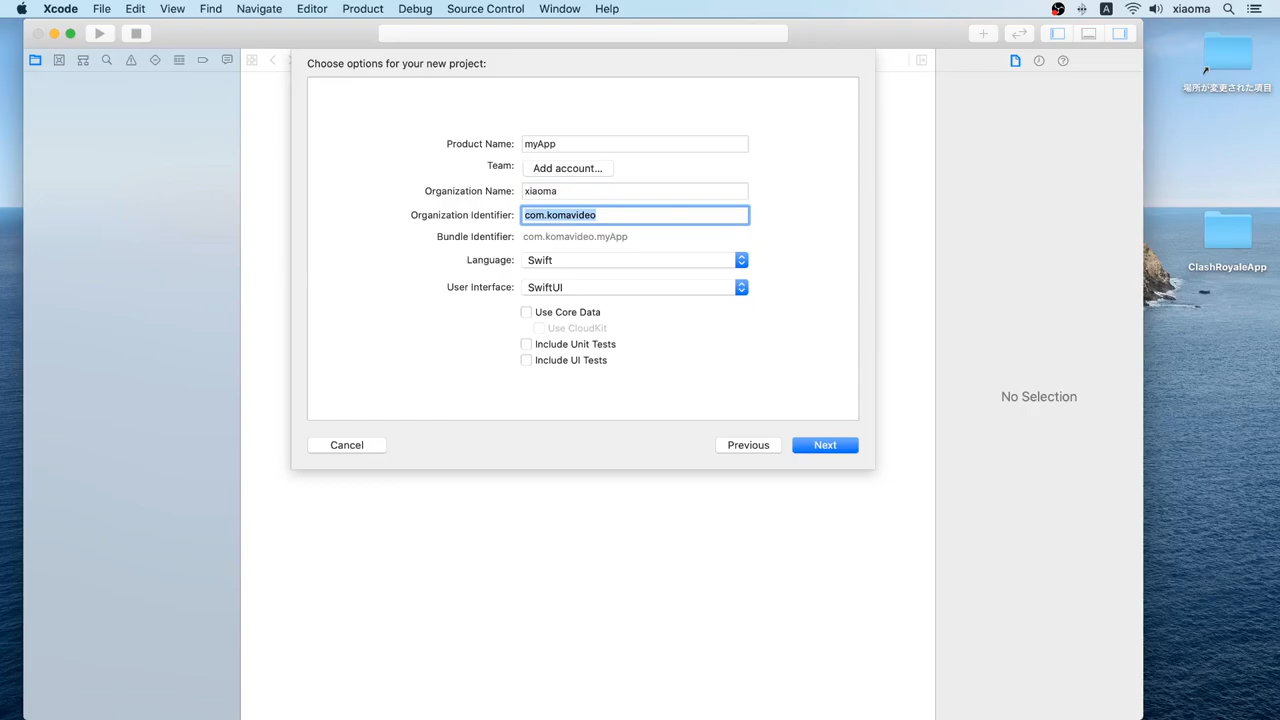 Xcode File Edit View Find Navigate Editor Product Debug Source Control Window Help A xiaoma
Choose options for your new project:
Product Name: myApp
Team: Add account...
Organization Name: xiaoma
Organization Identifier: com.komavideo
Bundle Identifier: com.komavideo.myApp
Language: Swift
User Interface: SwiftUI
Use Core Data
Use CloudKit
Include Unit Tests
Include UI Tests
Cancel Previous Next
No Selection
場所が変更された項目
ClashRoyaleApp